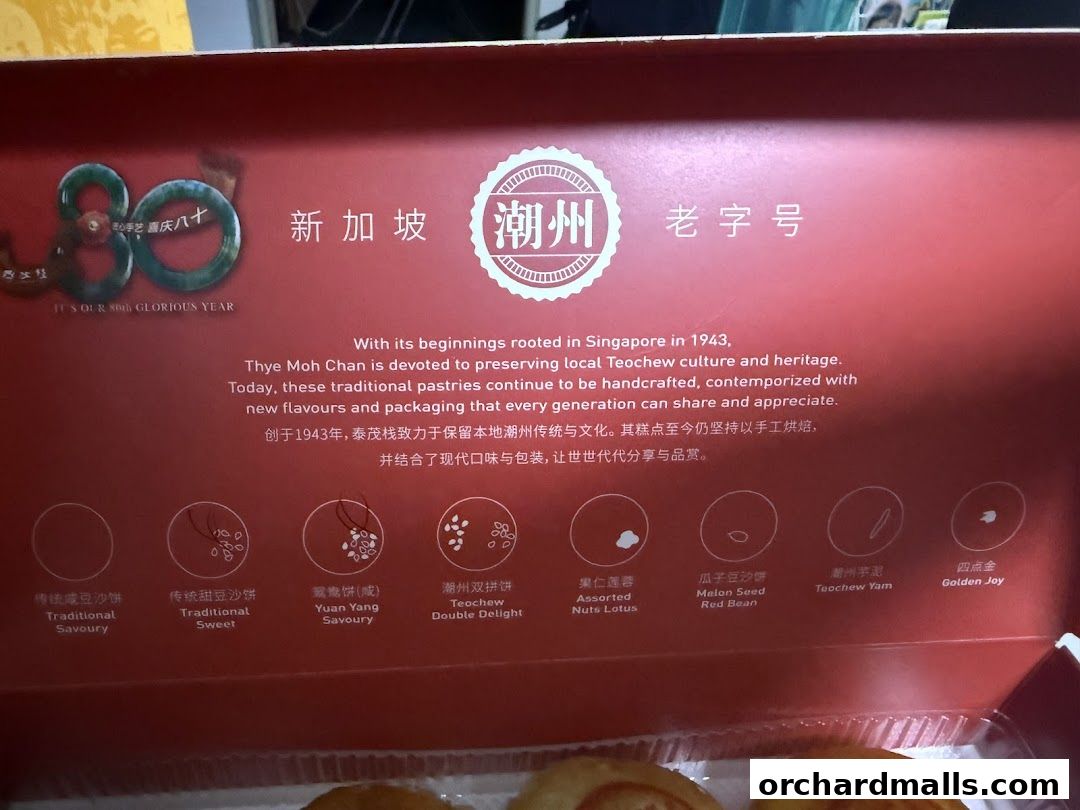 匠心手艺 喜庆八十
IT'S OUR 80th GLORIOUS YEAR
新加坡 潮州 老字号
With its beginnings rooted in Singapore in 1943,
Thye Moh Chan is devoted to preserving local Teochew culture and heritage.
Today, these traditional pastries continue to be handcrafted, contemporized with
new flavours and packaging that every generation can share and appreciate.
创于1943年，泰茂栈致力于保留本地潮州传统与文化。其糕点至今仍坚持以手工烘焙，
并结合了现代口味与包装，让世世代代分享与品赏。
传统咸豆沙饼
Traditional
Savoury
传统甜豆沙饼
Traditional
Sweet
鸳鸯饼(咸)
Yuan Yang
Savoury
潮州双拼饼
Teochew
Double Delight
果仁莲蓉
Assorted
Nuts Lotus
瓜子豆沙饼
Melon Seed
Red Bean
潮州芋泥
Teochew Yam
四点金
Golden Joy
orchardmalls.com